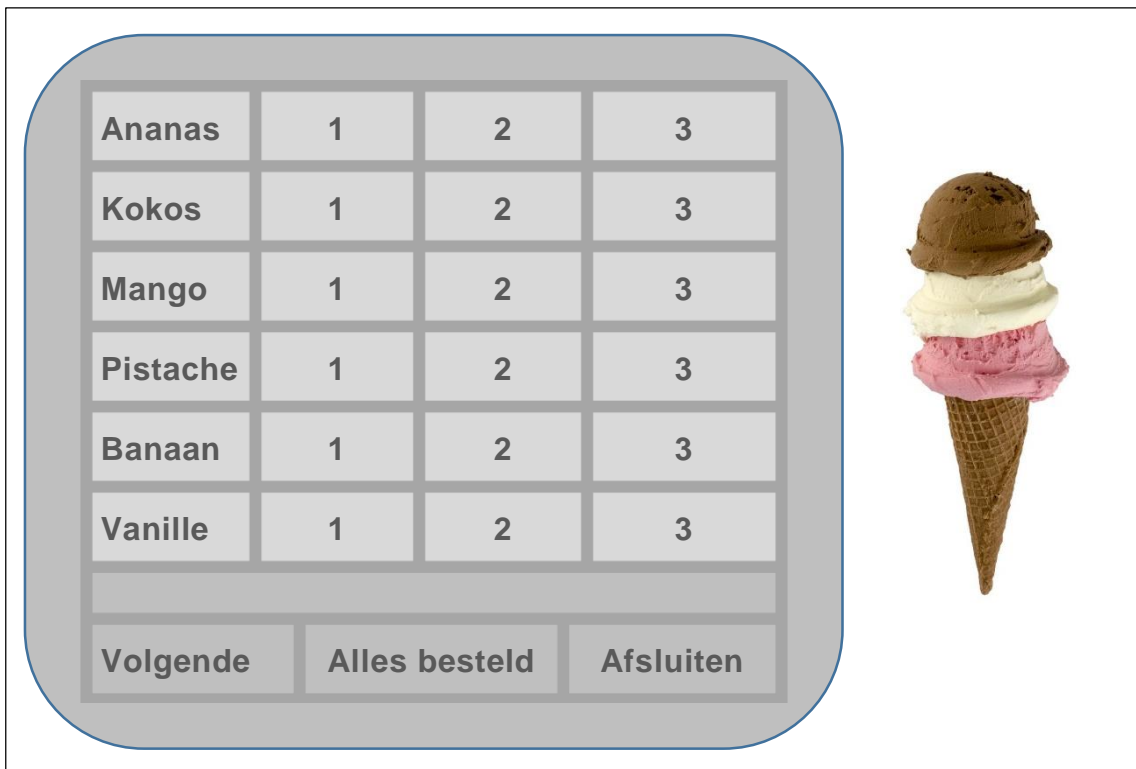 Ananas 1 2 3
Kokos 1 2 3
Mango 1 2 3
Pistache 1 2 3
Banaan 1 2 3
Vanille 1 2 3
Volgende Alles besteld Afsluiten